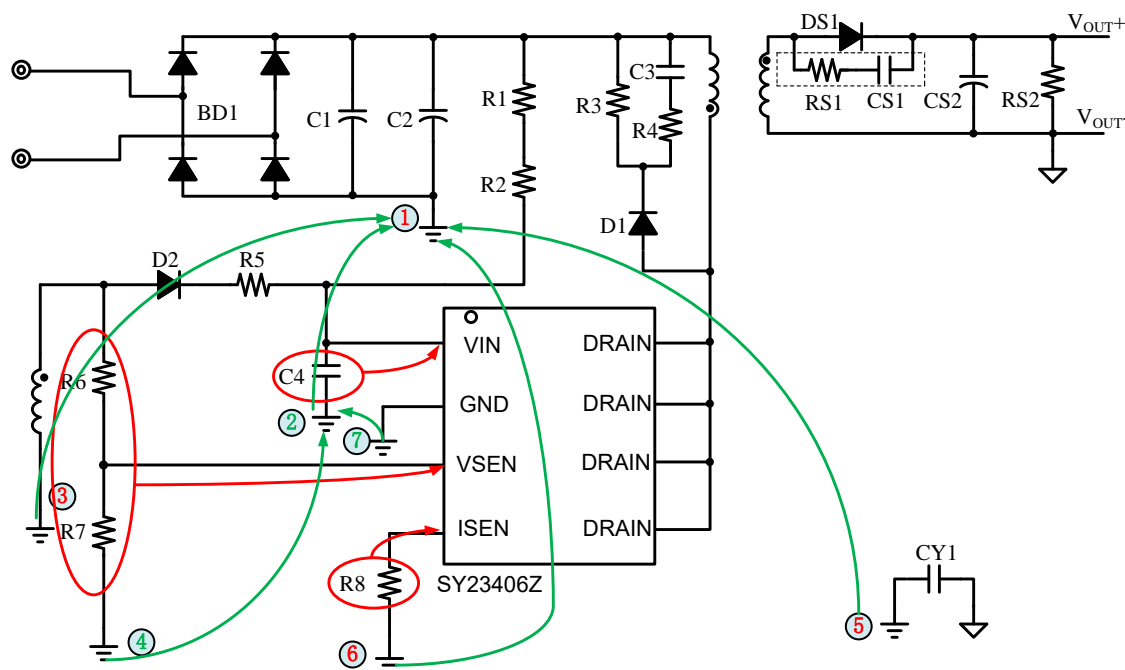 DS1
VOUT+
RS1
CS1
CS2
RS2
VOUT-
BD1
C1
C2
R1
R2
R3
C3
R4
D1
①
D2
R5
R6
R7
③
④
C4
②
⑦
VIN
GND
VSEN
ISEN
DRAIN
DRAIN
DRAIN
DRAIN
R8
SY23406Z
⑥
⑤
CY1